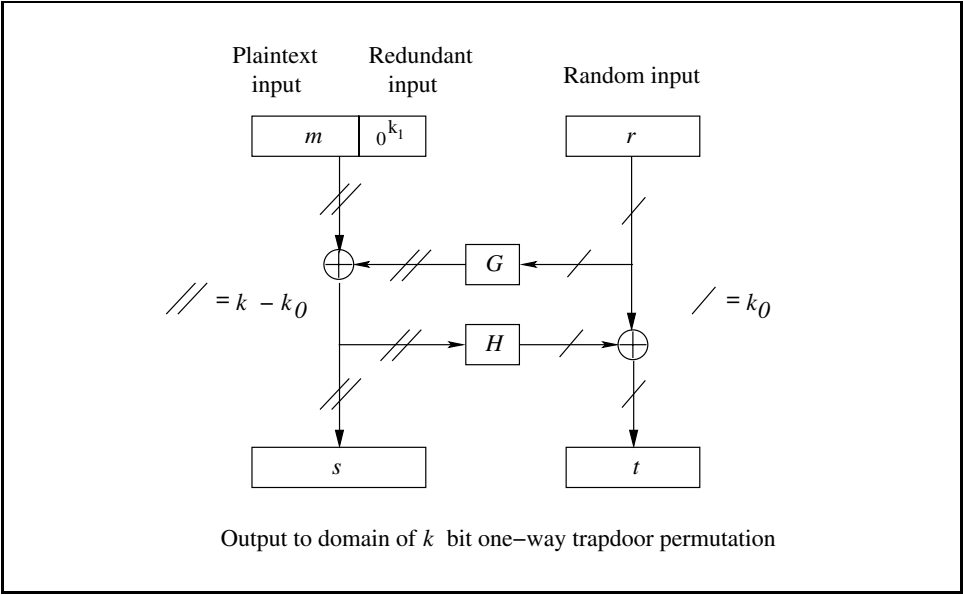 Plaintext input
Redundant input
Random input
m
0^k₁
r
G
// = k − k₀
/ = k₀
H
s
t
Output to domain of k bit one−way trapdoor permutation